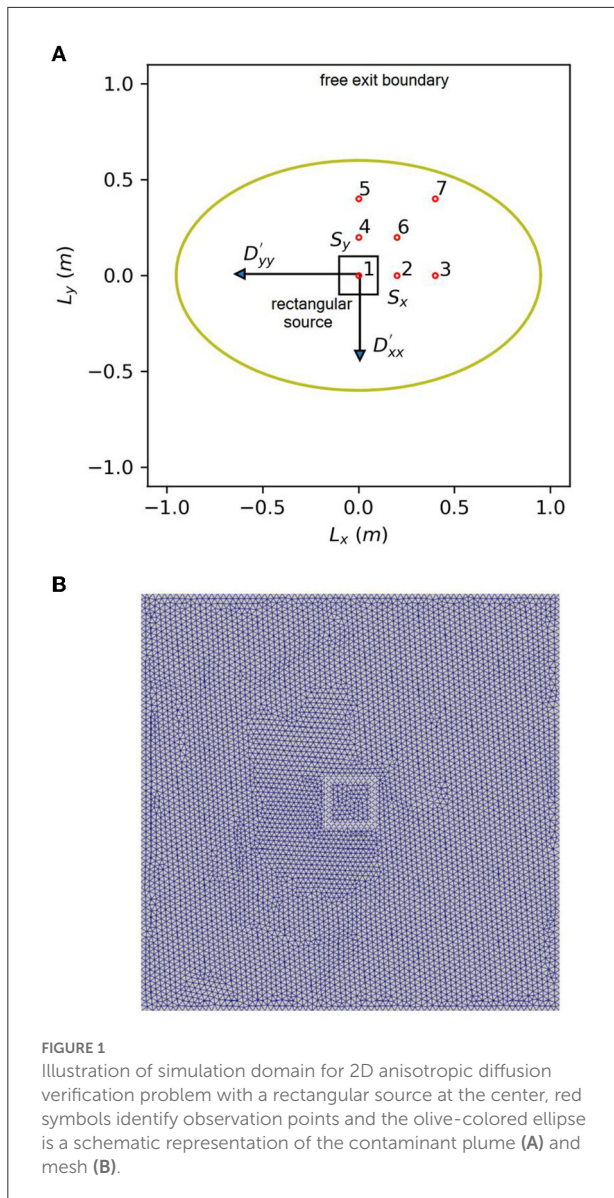 A
free exit boundary
1.0
0.5
0.0
−0.5
−1.0
L_y (m)
5
7
4
6
S_y
D'_yy
1
2
3
rectangular
source
S_x
D'_xx
−1.0
−0.5
0.0
0.5
1.0
L_x (m)
B
FIGURE 1
Illustration of simulation domain for 2D anisotropic diffusion
verification problem with a rectangular source at the center, red
symbols identify observation points and the olive-colored ellipse
is a schematic representation of the contaminant plume (A) and
mesh (B).